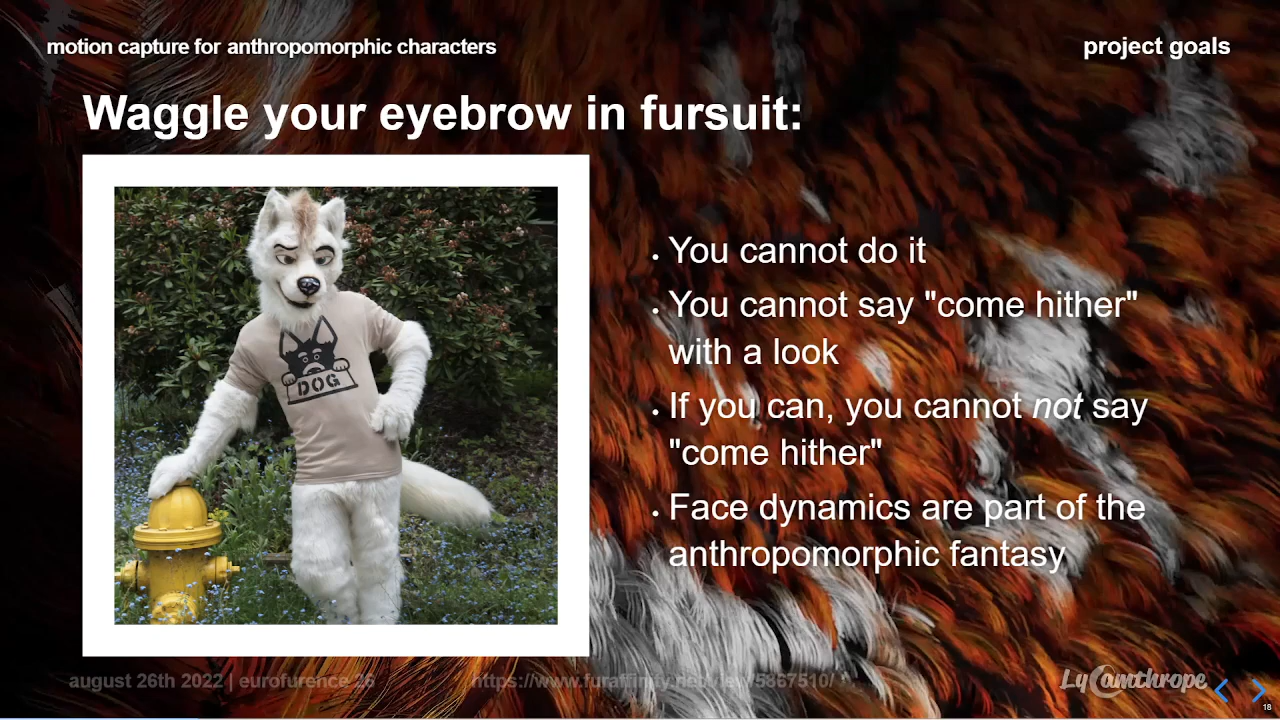 motion capture for anthropomorphic characters
project goals
Waggle your eyebrow in fursuit:
DOG
• You cannot do it
• You cannot say "come hither"
with a look
• If you can, you cannot not say
"come hither"
• Face dynamics are part of the
anthropomorphic fantasy
august 26th 2022 | eurofurence 26
https://www.furaffinity.net/view/5867510/
Lycanthrope
18